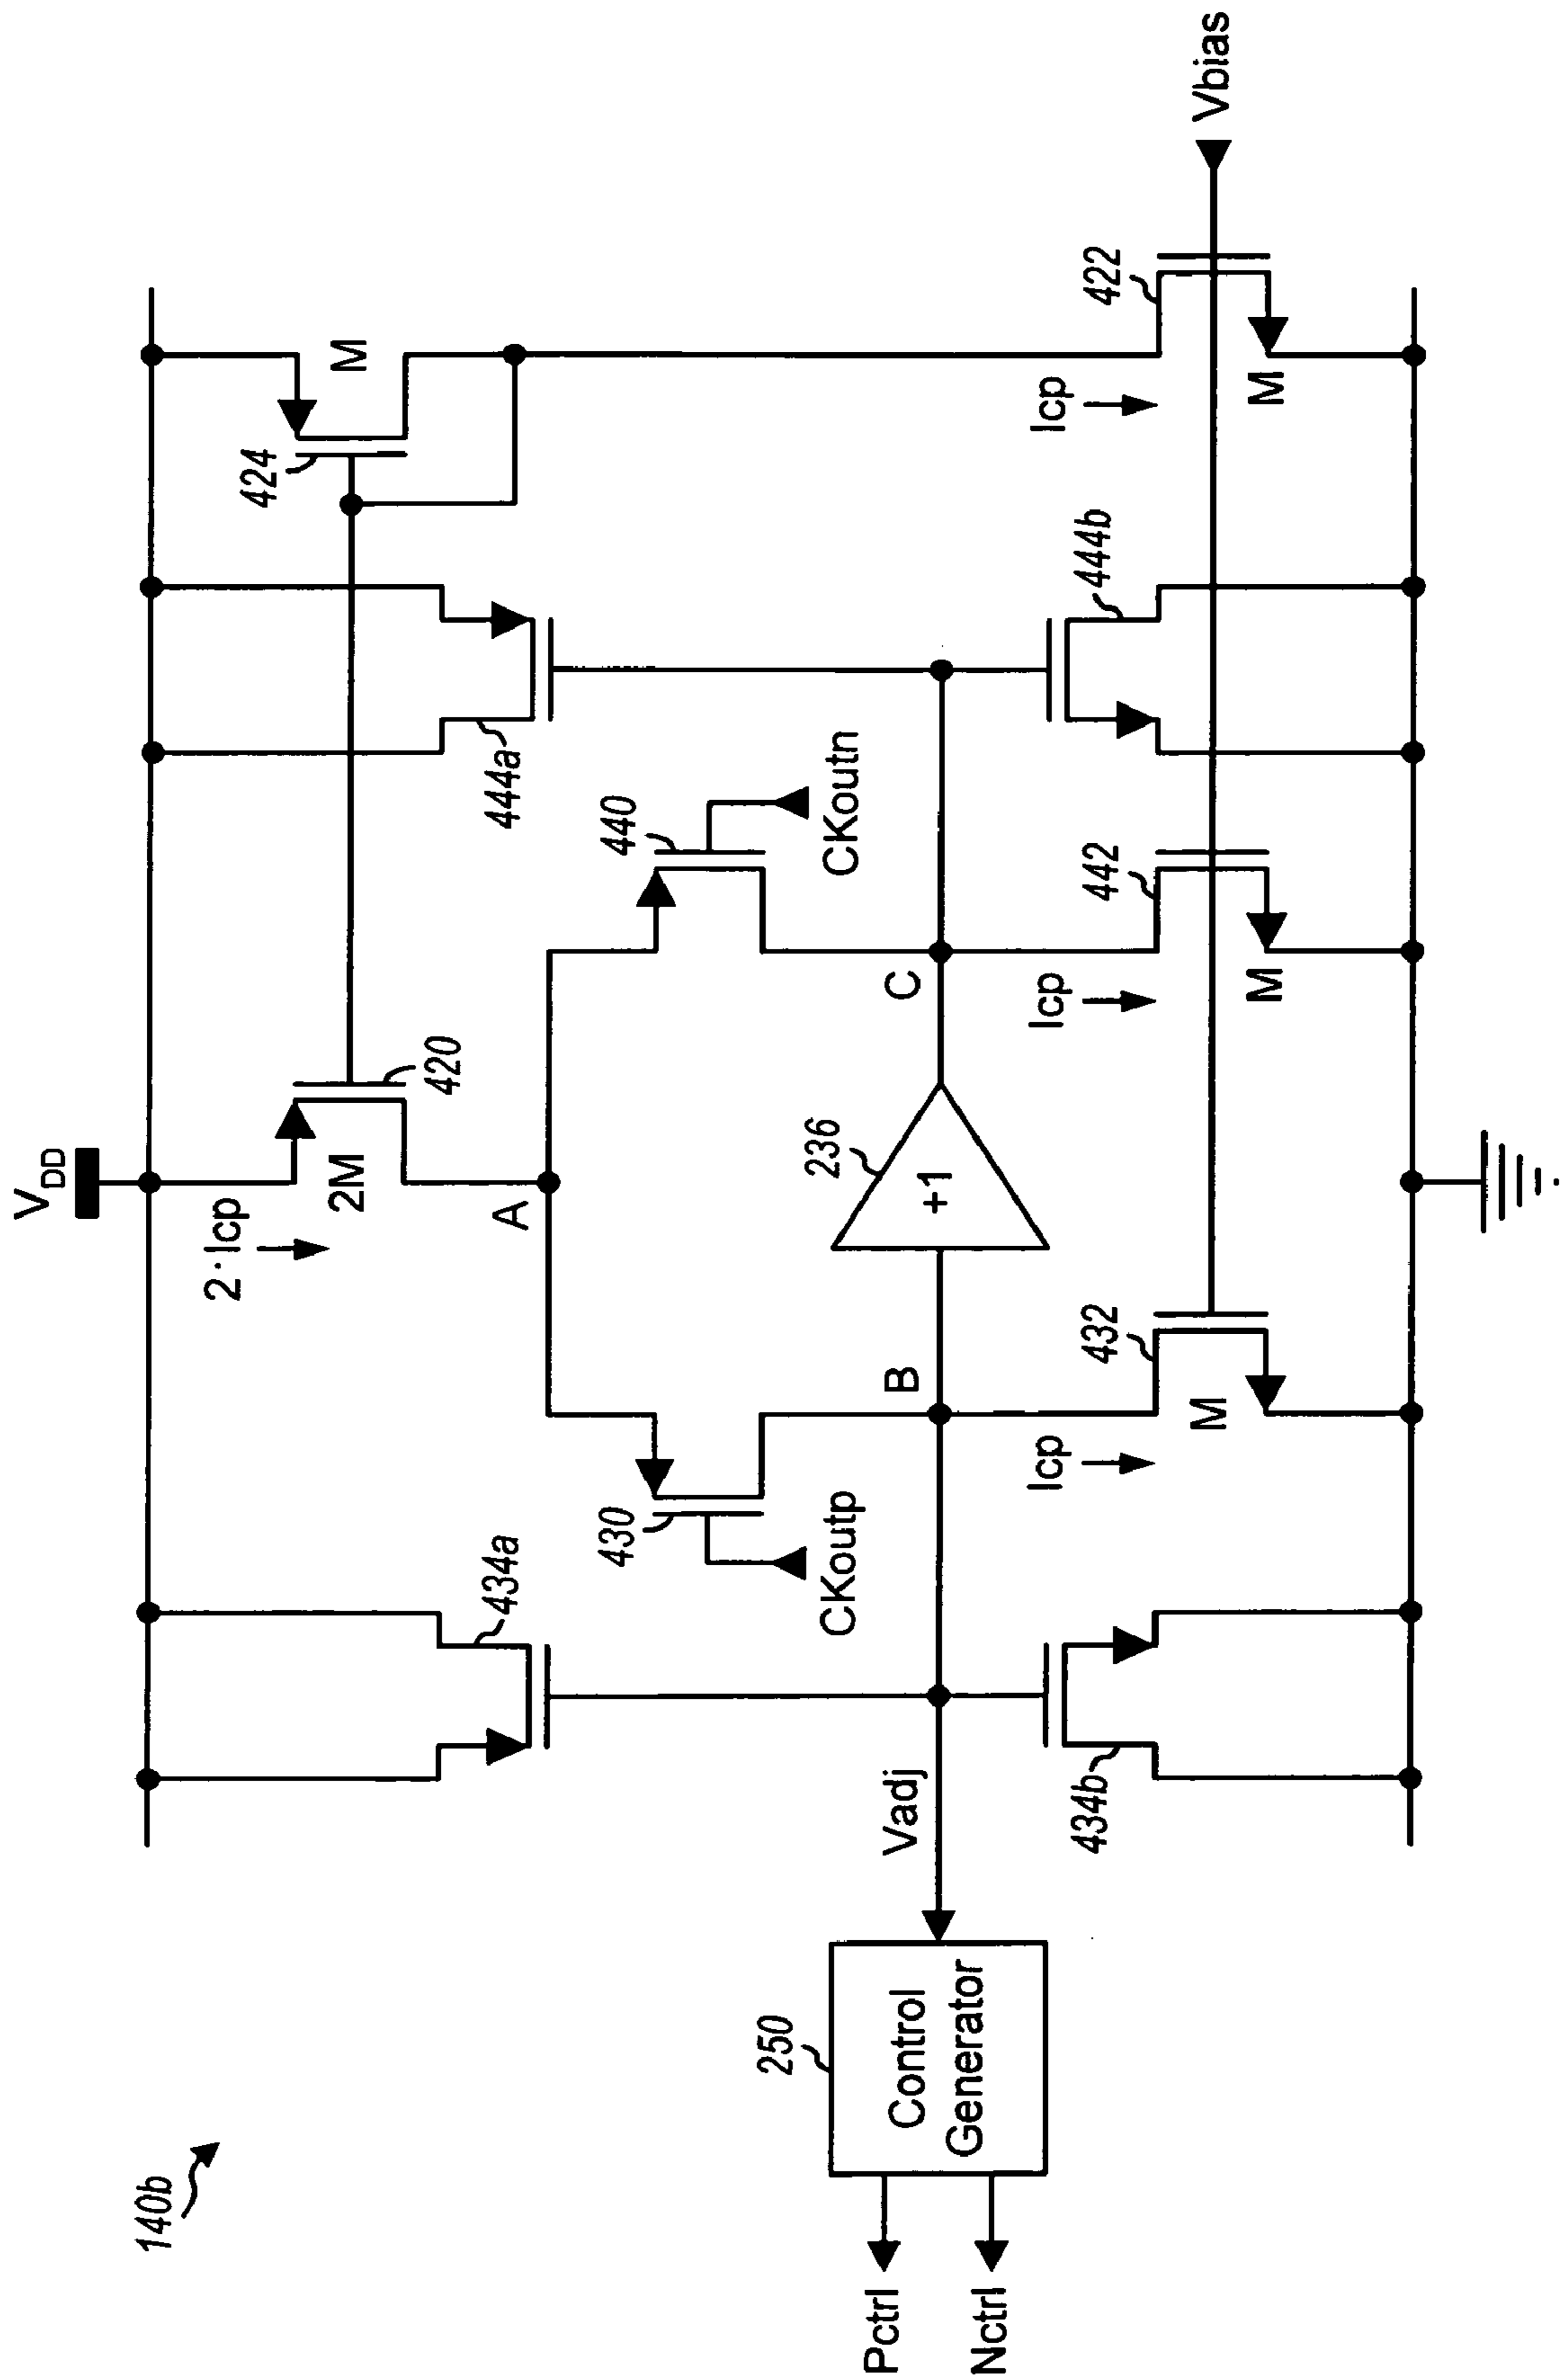 140b
V_DD
2·Icp
2M
420
424
M
434a
444a
A
430
CKoutp
440
CKoutn
250
Control
Generator
Pctrl
Nctrl
Vadj
B
236
+1
C
434b
Icp
432
M
Icp
442
M
444b
Icp
422
M
Vbias